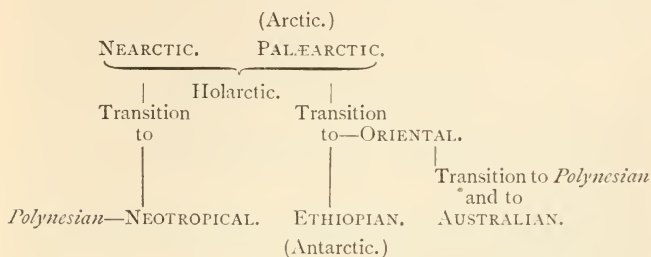 (Arctic.)
NEARCTIC. PALÆARCTIC.
Holarctic.
Transition Transition
to to—ORIENTAL.
Transition to Polynesian
and to
Polynesian—NEOTROPICAL. ETHIOPIAN. AUSTRALIAN.
(Antarctic.)